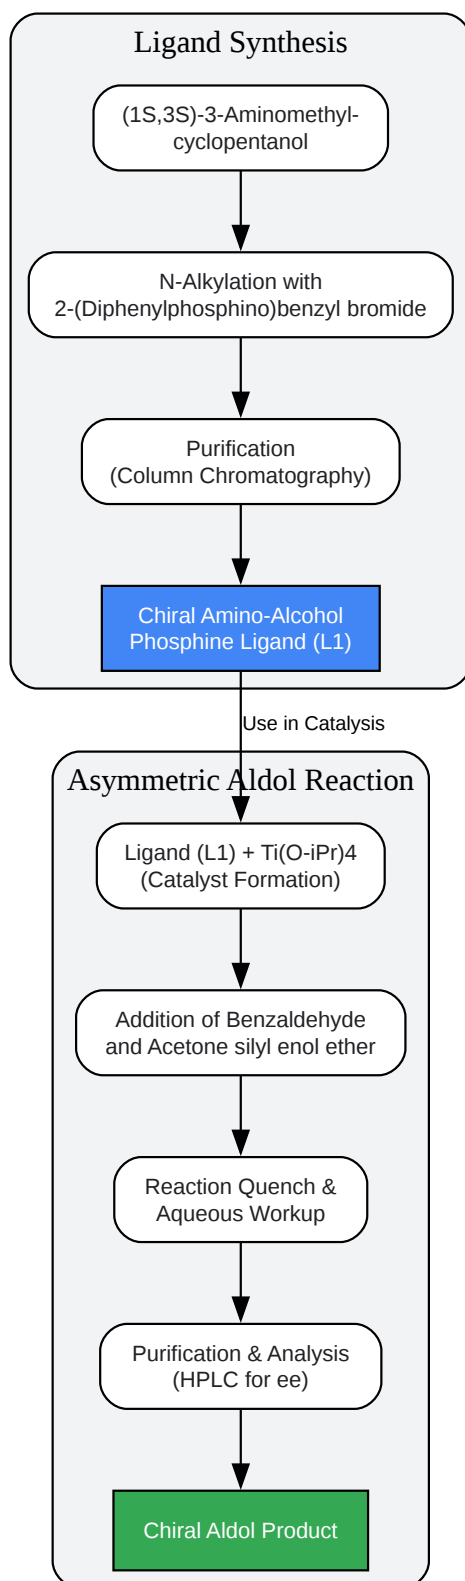 Ligand Synthesis
(1S,3S)-3-Aminomethyl-
cyclopentanol
N-Alkylation with
2-(Diphenylphosphino)benzyl bromide
Purification
(Column Chromatography)
Chiral Amino-Alcohol
Phosphine Ligand (L1)
Use in Catalysis
Asymmetric Aldol Reaction
Ligand (L1) + Ti(O-iPr)4
(Catalyst Formation)
Addition of Benzaldehyde
and Acetone silyl enol ether
Reaction Quench &
Aqueous Workup
Purification & Analysis
(HPLC for ee)
Chiral Aldol Product